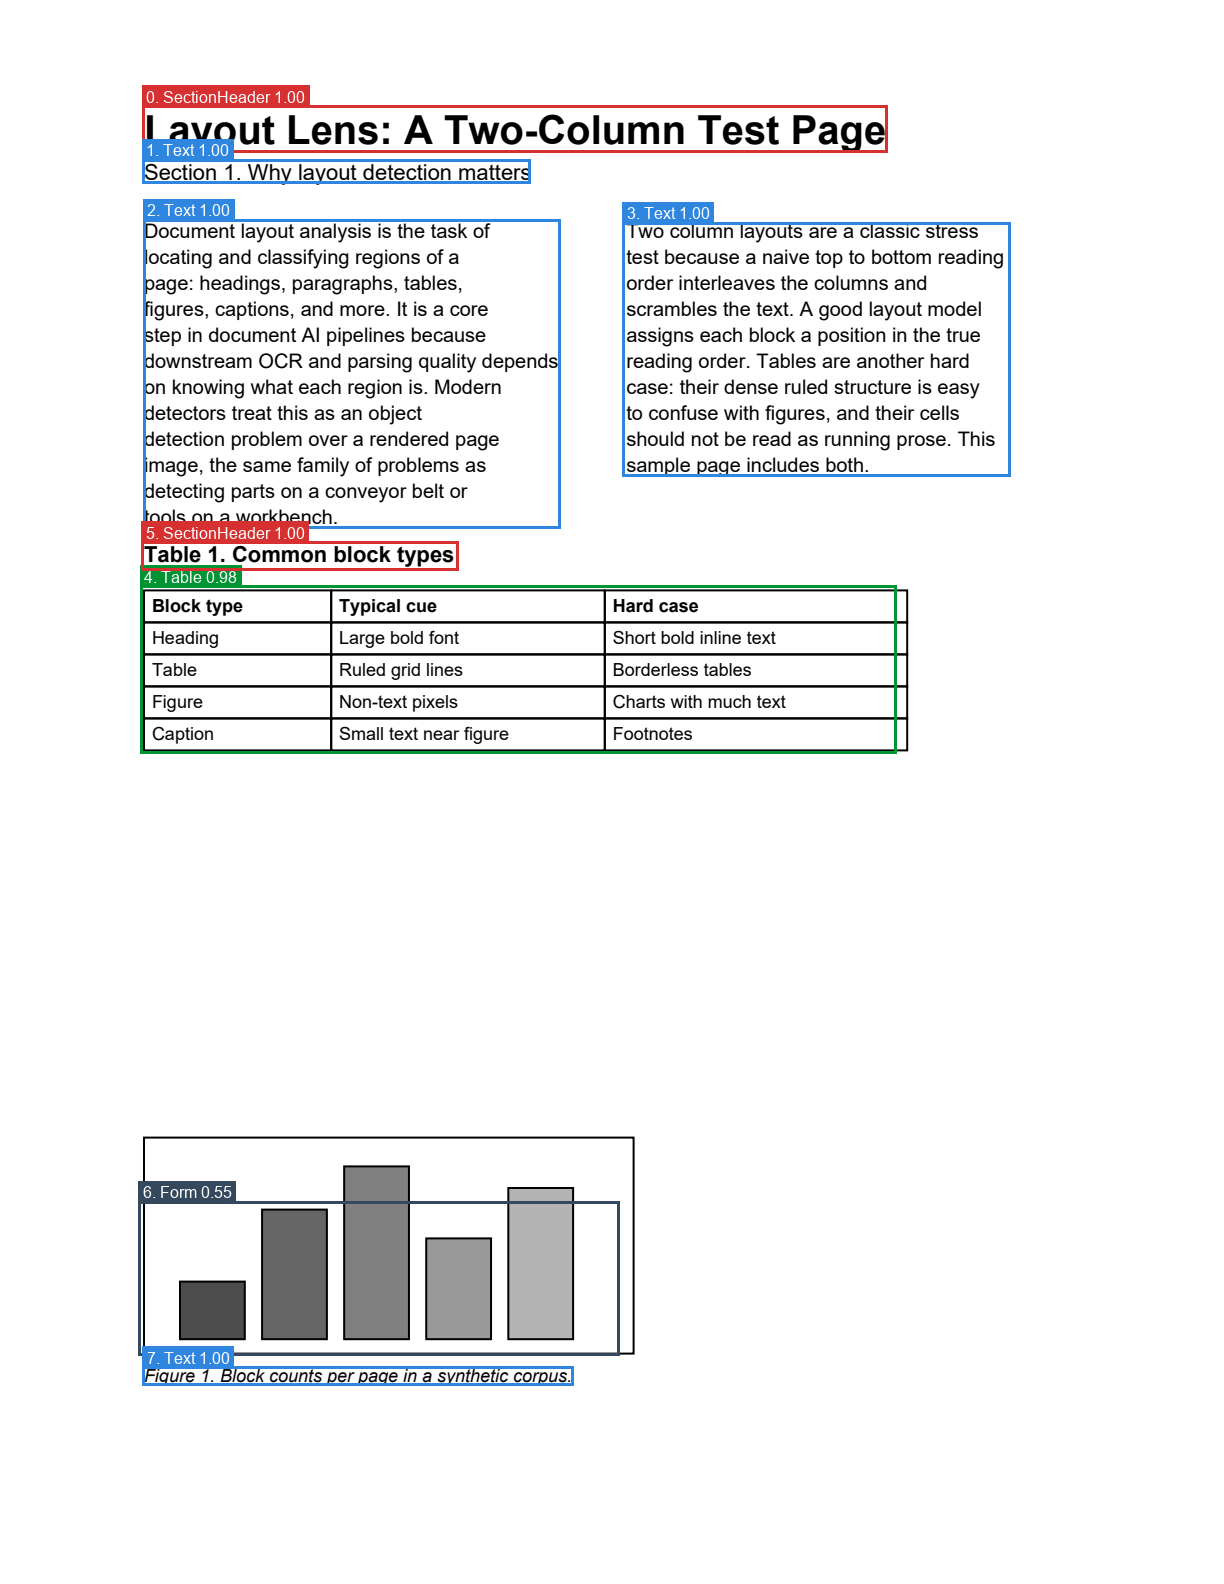 0. SectionHeader 1.00
Layout Lens: A Two-Column Test Page
1. Text 1.00
Section 1. Why layout detection matters
2. Text 1.00
Document layout analysis is the task of
locating and classifying regions of a
page: headings, paragraphs, tables,
figures, captions, and more. It is a core
step in document AI pipelines because
downstream OCR and parsing quality depends
on knowing what each region is. Modern
detectors treat this as an object
detection problem over a rendered page
image, the same family of problems as
detecting parts on a conveyor belt or
tools on a workbench.
3. Text 1.00
Two column layouts are a classic stress
test because a naive top to bottom reading
order interleaves the columns and
scrambles the text. A good layout model
assigns each block a position in the true
reading order. Tables are another hard
case: their dense ruled structure is easy
to confuse with figures, and their cells
should not be read as running prose. This
sample page includes both.
5. SectionHeader 1.00
Table 1. Common block types
4. Table 0.98
Block type Typical cue Hard case
Heading Large bold font Short bold inline text
Table Ruled grid lines Borderless tables
Figure Non-text pixels Charts with much text
Caption Small text near figure Footnotes
6. Form 0.55
7. Text 1.00
Figure 1. Block counts per page in a synthetic corpus.